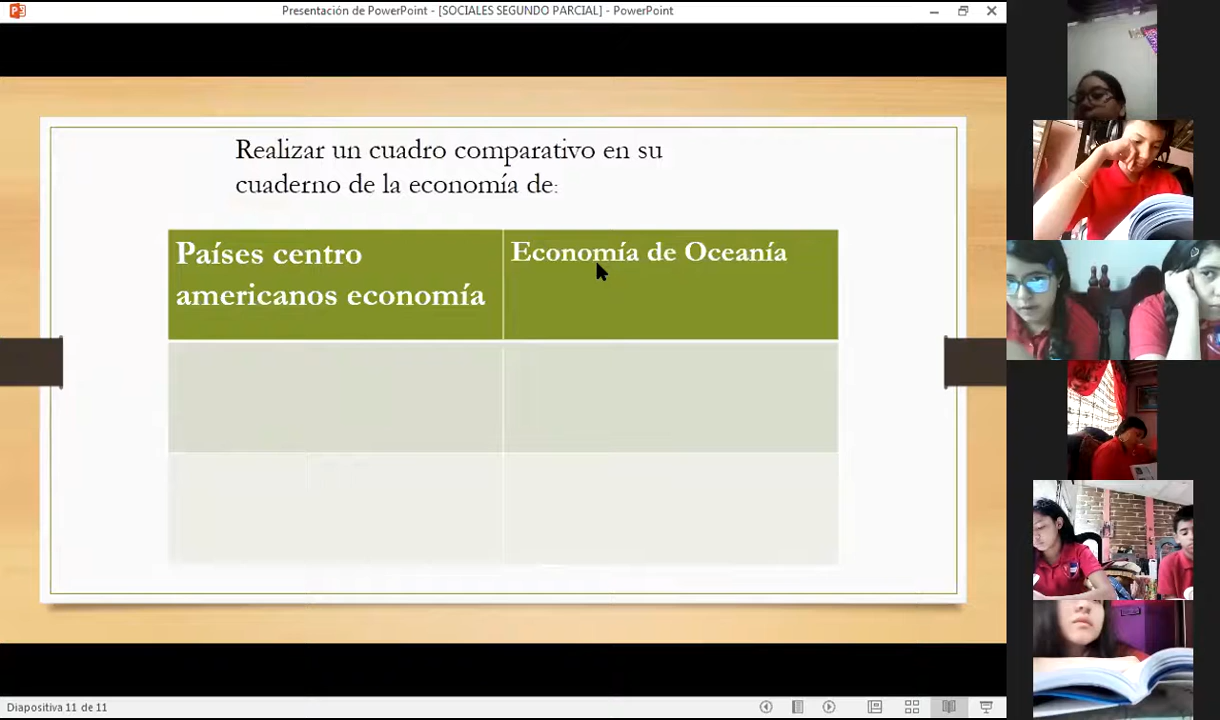 Presentación de PowerPoint - [SOCIALES SEGUNDO PARCIAL] - PowerPoint
Realizar un cuadro comparativo en su
cuaderno de la economía de:
Países centro
americanos economía
Economía de Oceanía
Diapositiva 11 de 11